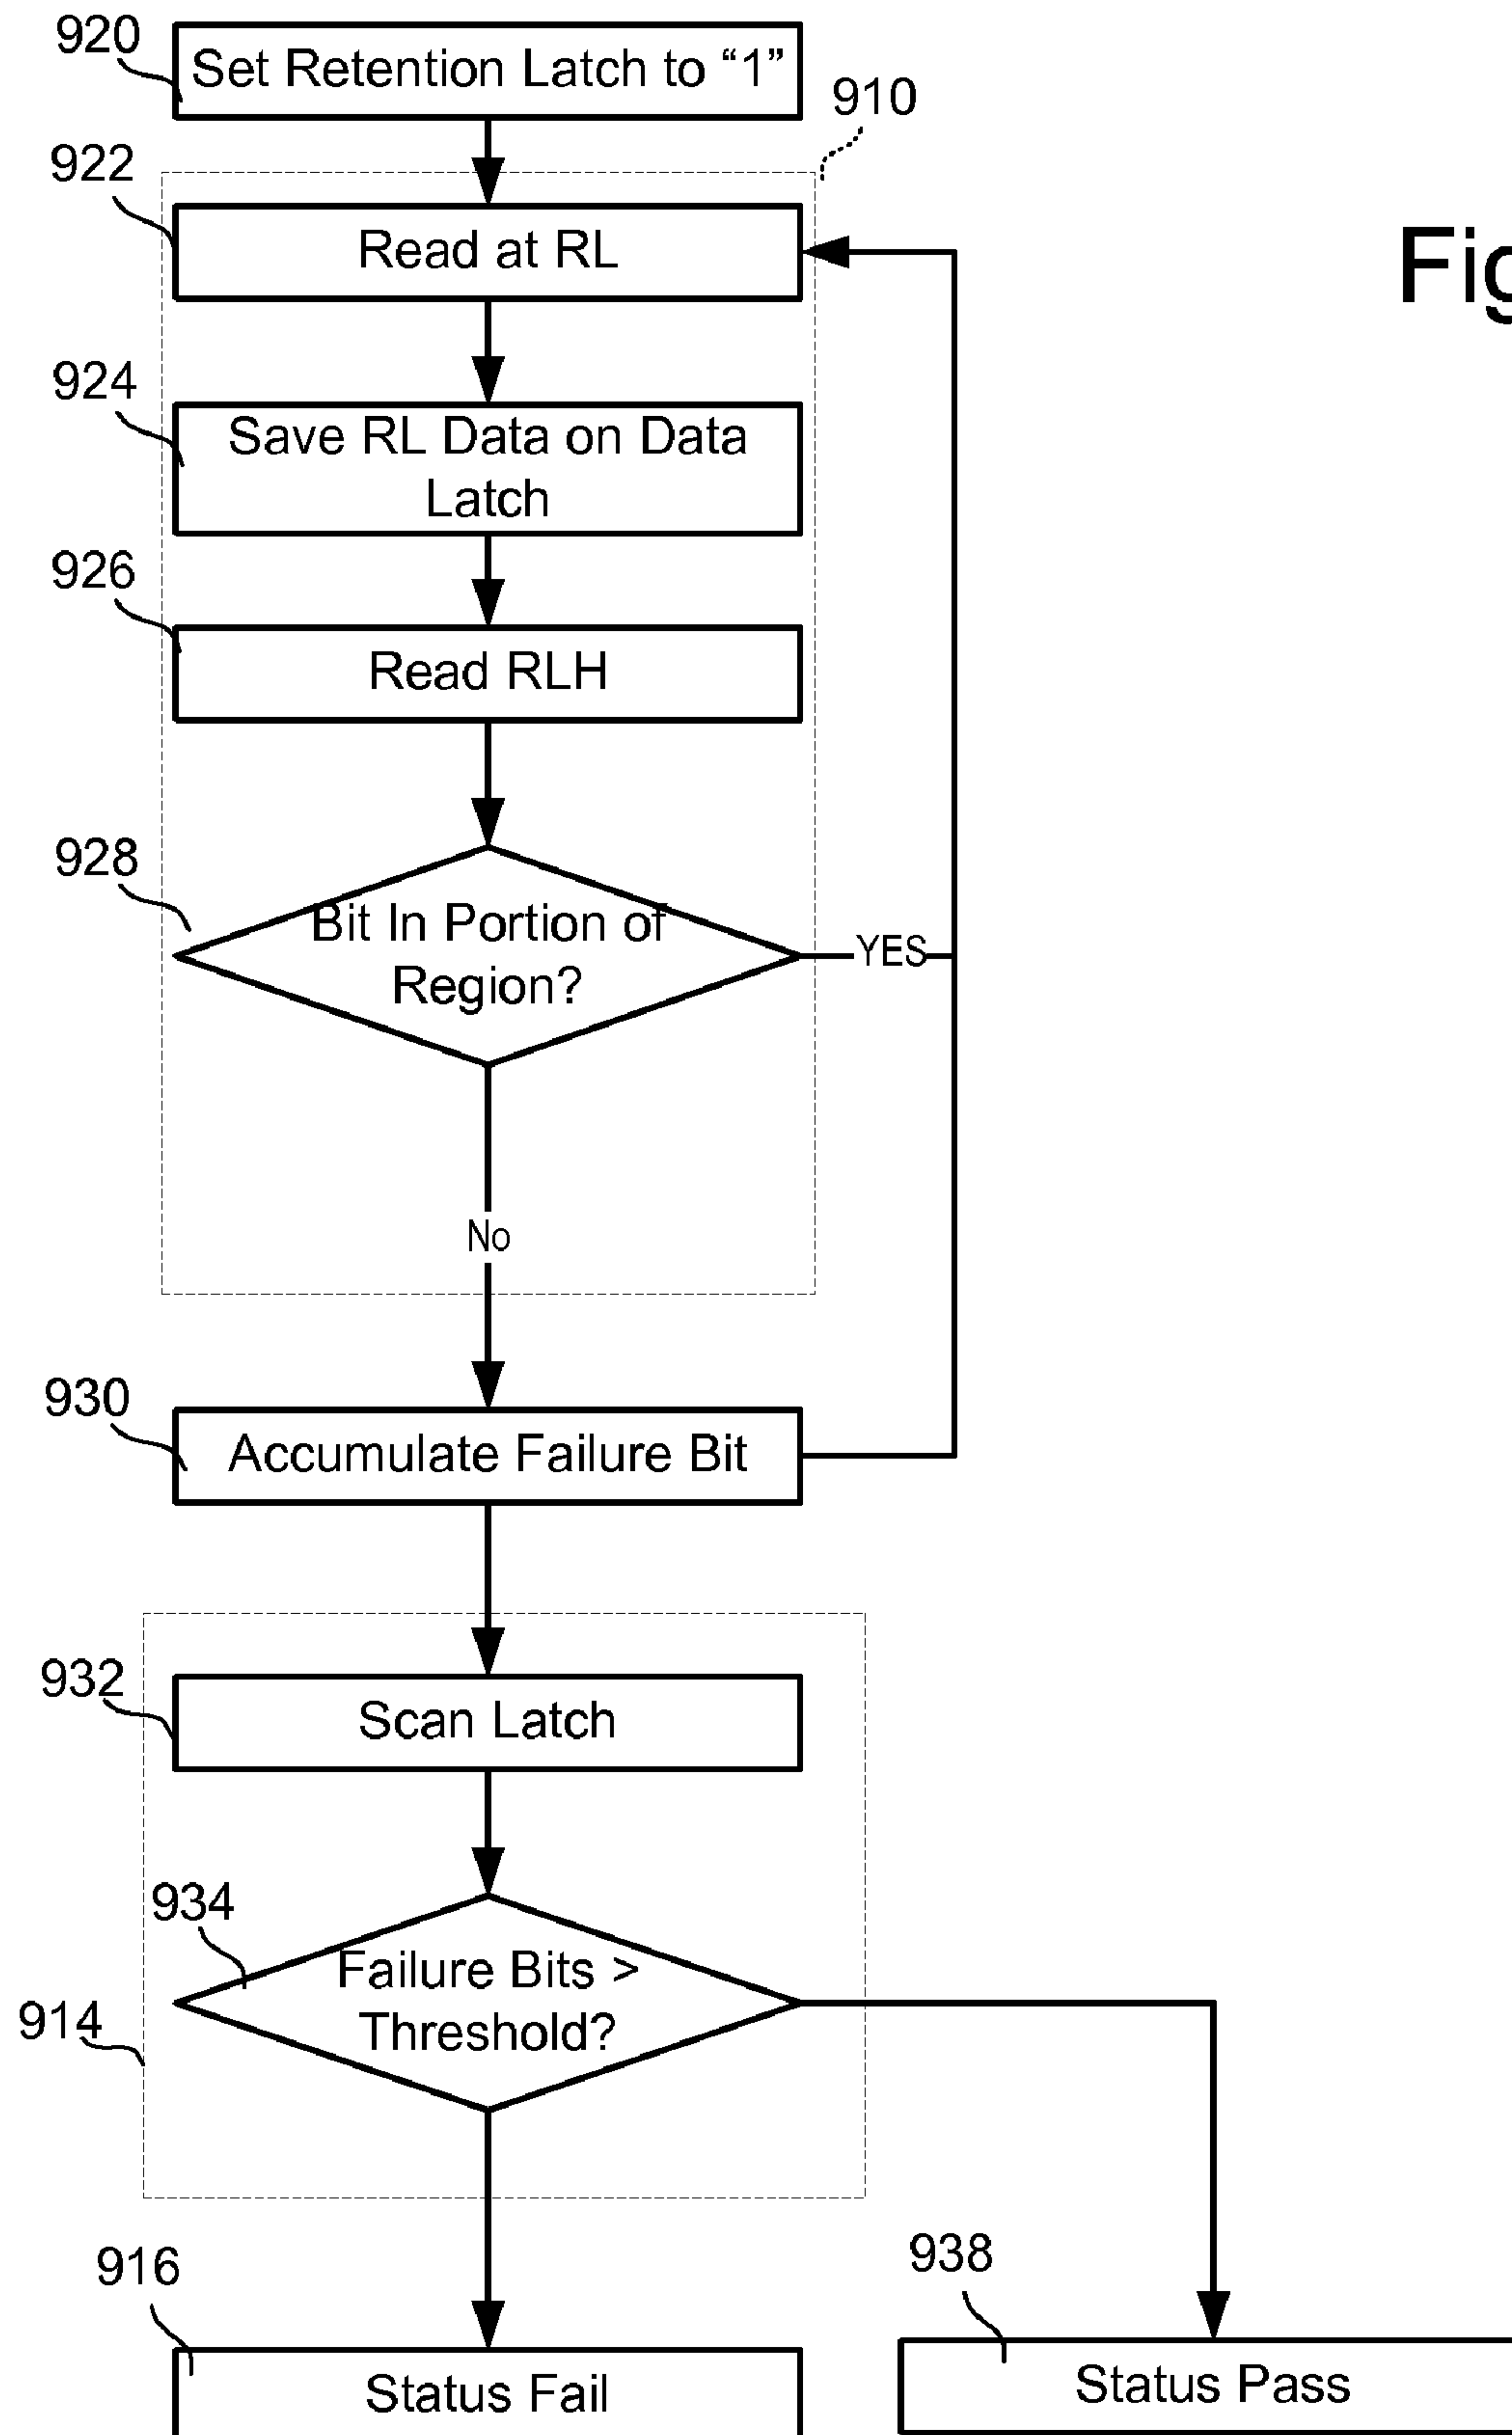 920
Set Retention Latch to “1”
910
922
Read at RL
Fig
924
Save RL Data on Data
Latch
926
Read RLH
928
Bit In Portion of
Region?
YES
No
930
Accumulate Failure Bit
932
Scan Latch
934
Failure Bits >
Threshold?
914
916
Status Fail
938
Status Pass